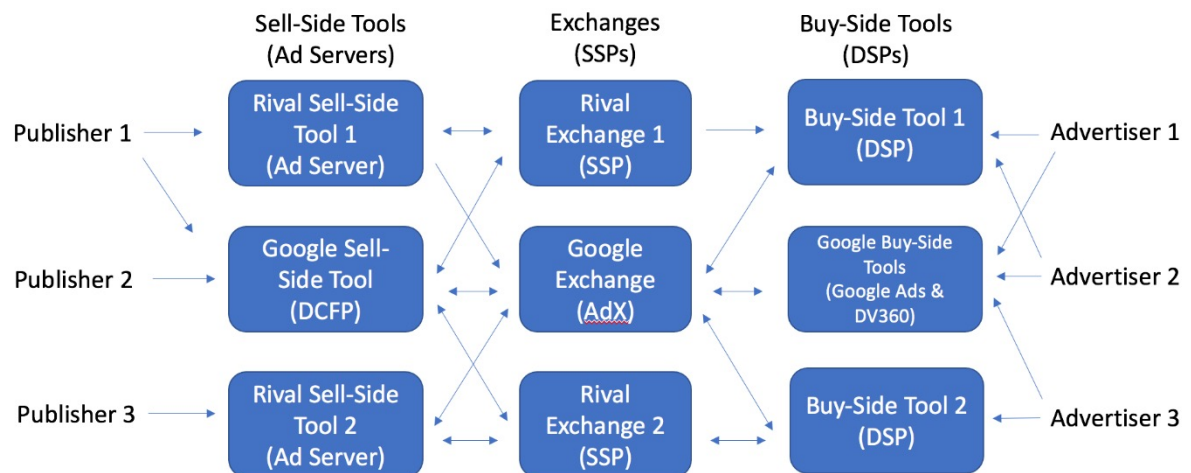 Sell-Side Tools
(Ad Servers)
Exchanges
(SSPs)
Buy-Side Tools
(DSPs)
Publisher 1
Rival Sell-Side
Tool 1
(Ad Server)
Rival
Exchange 1
(SSP)
Buy-Side Tool 1
(DSP)
Advertiser 1
Publisher 2
Google Sell-
Side Tool
(DCFP)
Google
Exchange
(AdX)
Google Buy-Side
Tools
(Google Ads &
DV360)
Advertiser 2
Publisher 3
Rival Sell-Side
Tool 2
(Ad Server)
Rival
Exchange 2
(SSP)
Buy-Side Tool 2
(DSP)
Advertiser 3